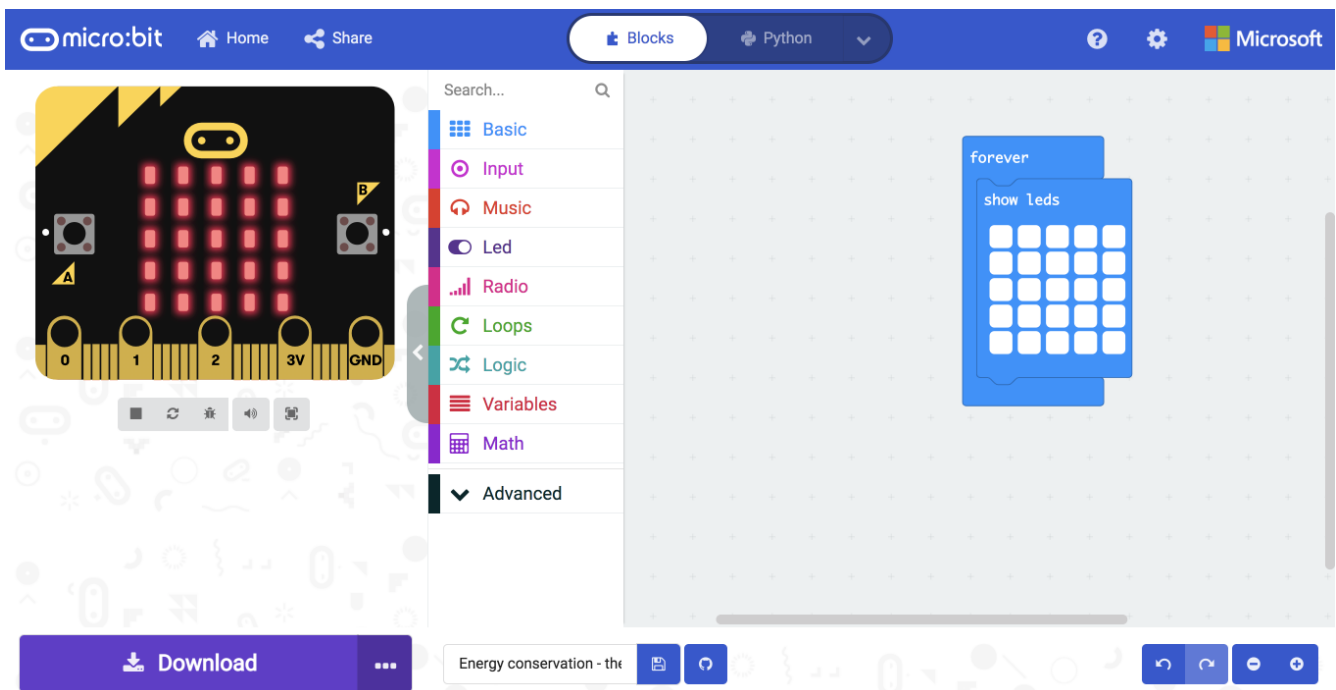 micro:bit Home Share Blocks Python Microsoft
Search...
Basic
Input
Music
Led
Radio
Loops
Logic
Variables
Math
Advanced
B
A
0 1 2 3V GND
forever
show leds
Download
Energy conservation - the